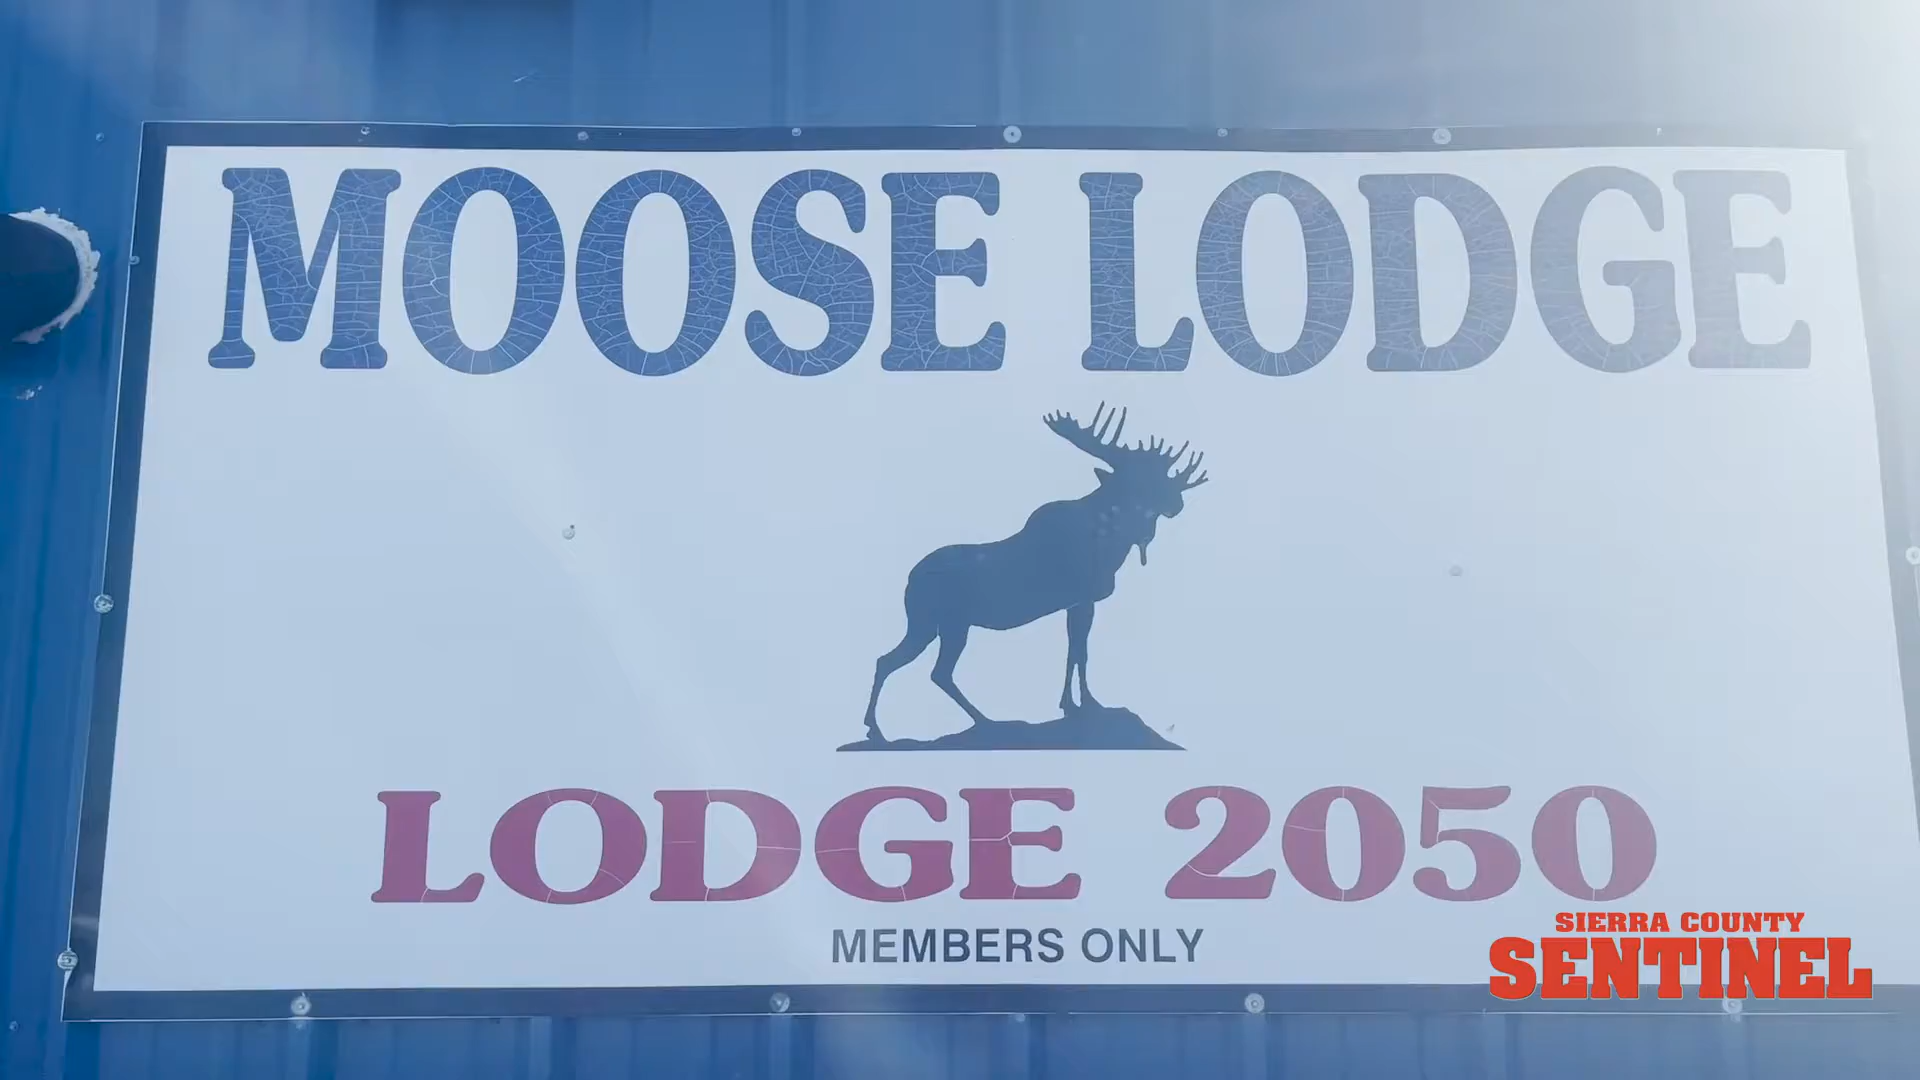 MOOSE LODGE
LODGE 2050
MEMBERS ONLY
SIERRA COUNTY
SENTINEL